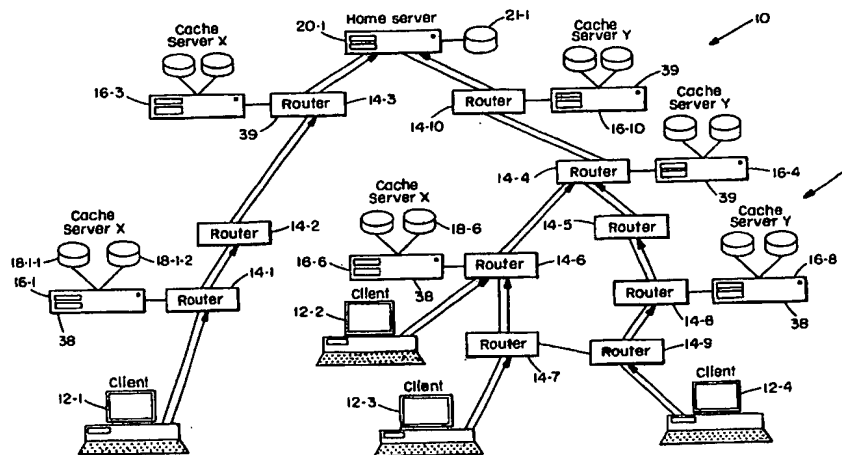 Home server
20-1
21-1
10
Cache
Server X
Cache
Server Y
16-3
39
Router
14-3
39
Router
14-10
16-10
Cache
Server Y
14-4
Router
16-4
39
Cache
Server X
Router
14-2
18-6
14-5
Router
Cache
Server Y
Cache
Server X
18-1-1
18-1-2
16-1
14-1
Router
38
16-6
38
Router
14-6
16-8
Router
14-8
38
12-2
Client
Router
14-7
Router
14-9
Client
12-1
Client
12-3
Client
12-4